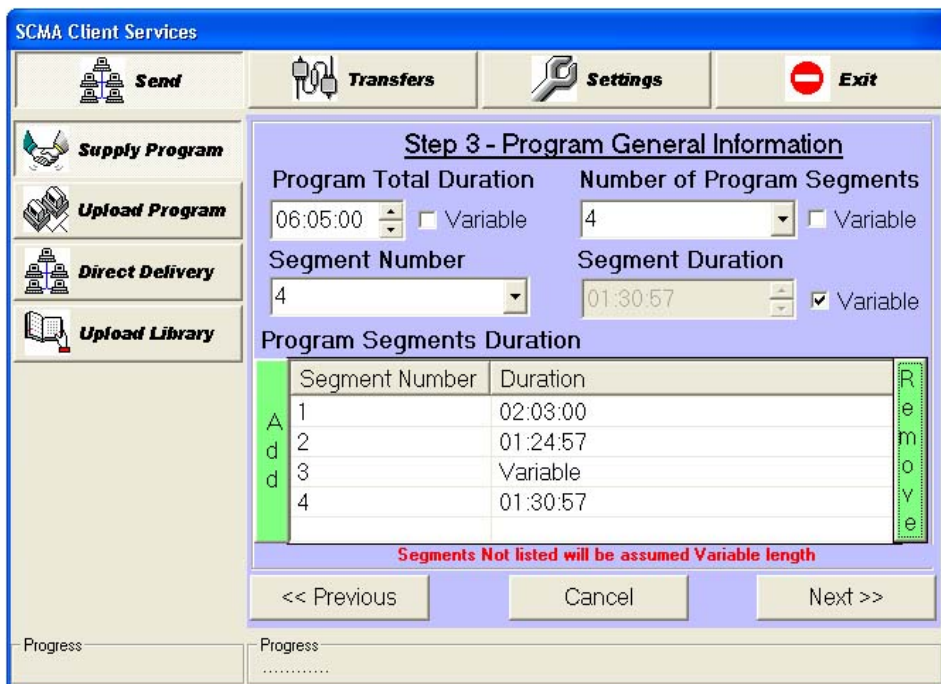 SCMA Client Services
Send
Transfers
Settings
Exit
Supply Program
Upload Program
Direct Delivery
Upload Library
Step 3 - Program General Information
Program Total Duration
Number of Program Segments
06:05:00
Variable
4
Variable
Segment Number
Segment Duration
4
01:30:57
Variable
Program Segments Duration
Add
Segment Number Duration
1 02:03:00
2 01:24:57
3 Variable
4 01:30:57
Remove
Segments Not listed will be assumed Variable length
<< Previous
Cancel
Next >>
Progress
Progress
............